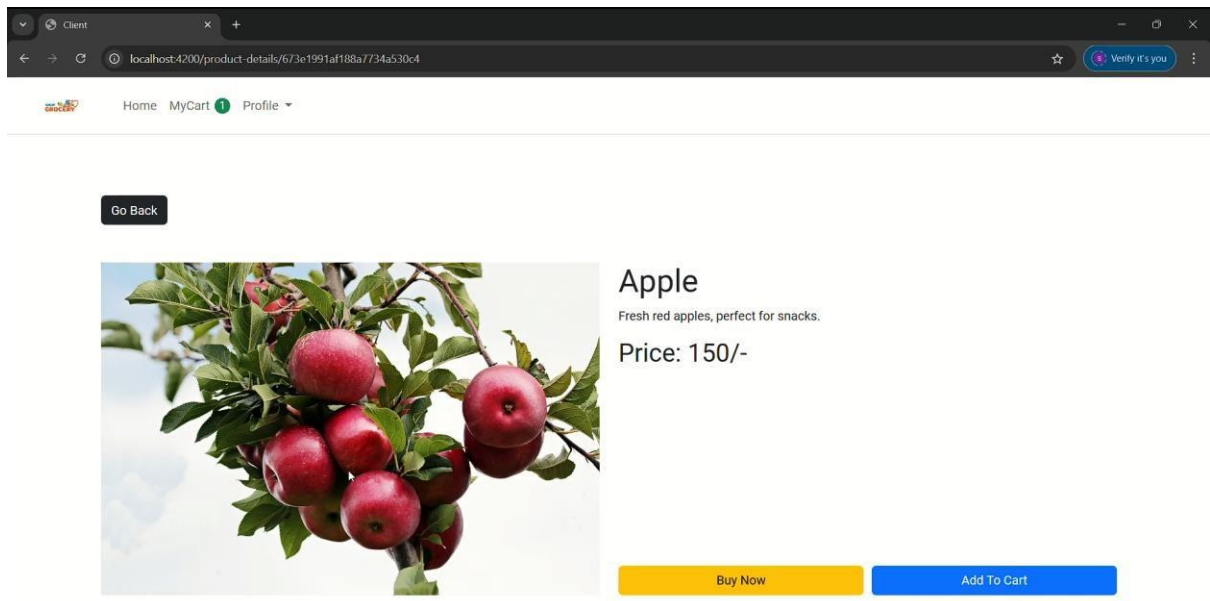 Client
localhost:4200/product-details/673e1991af188a7734a530c4
S Verify it's you
GROCERY Home MyCart 1 Profile
Go Back
Apple
Fresh red apples, perfect for snacks.
Price: 150/-
Buy Now Add To Cart